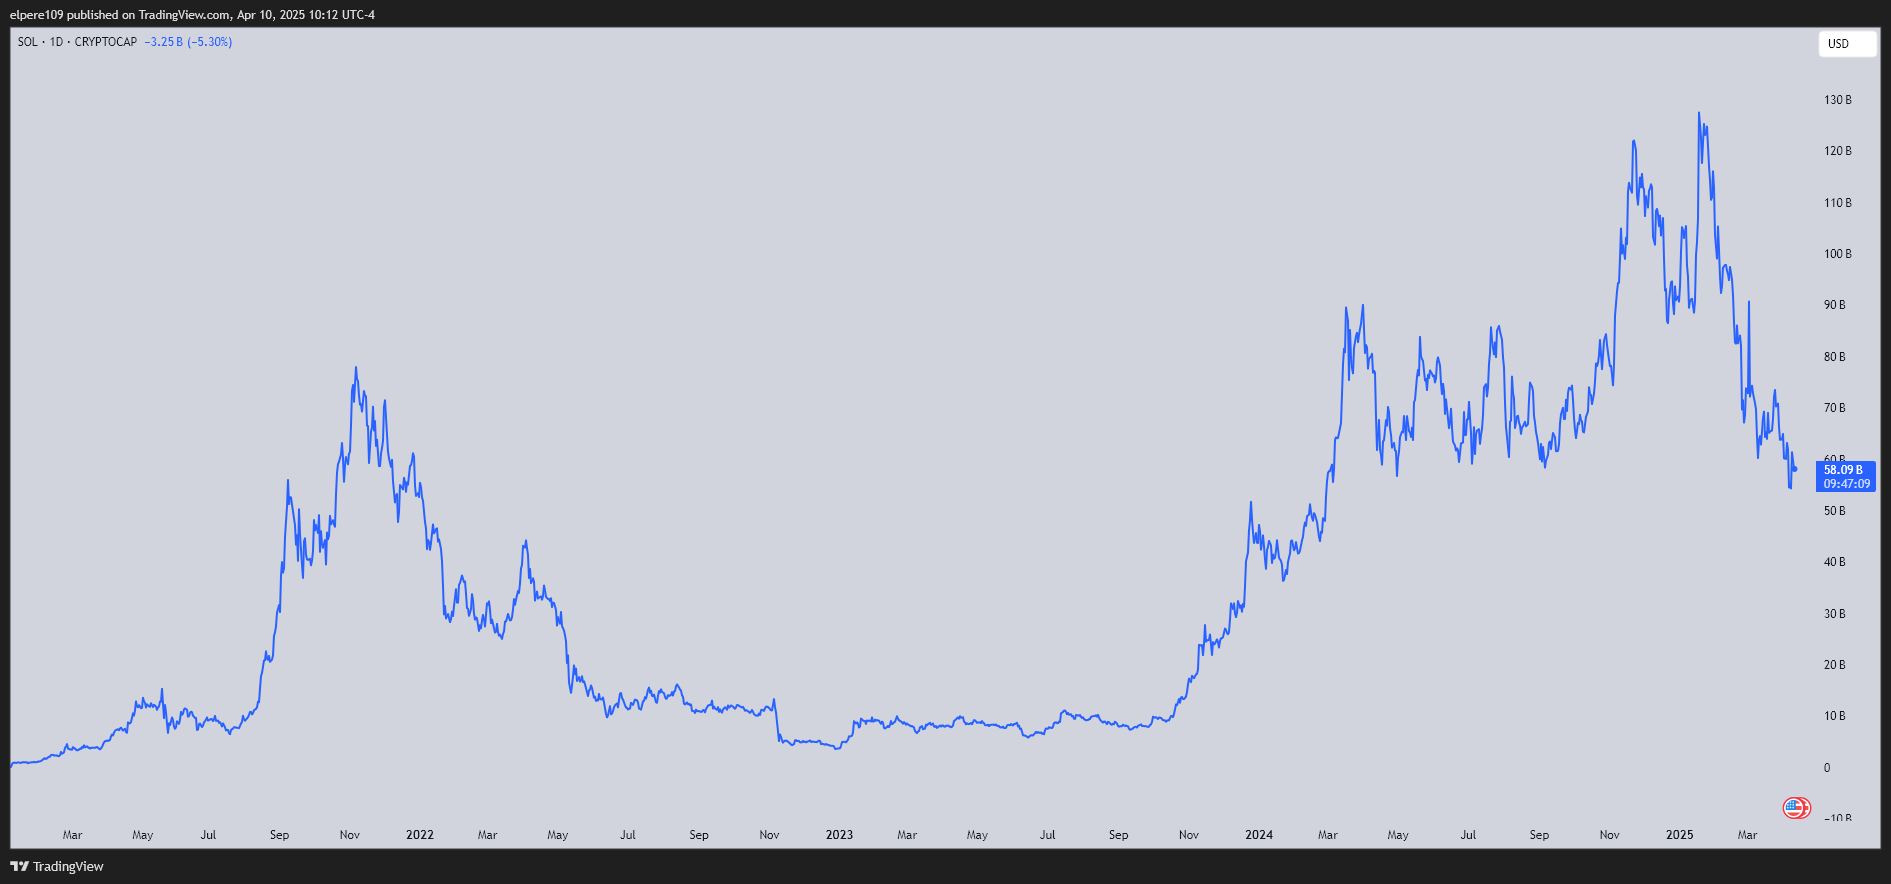 elpere109 published on TradingView.com, Apr 10, 2025 10:12 UTC-4
SOL · 1D · CRYPTOCAP −3.25 B (−5.30%)
USD
130 B
120 B
110 B
100 B
90 B
80 B
70 B
60 B
58.09 B
09:47:09
50 B
40 B
30 B
20 B
10 B
0
−10 B
Mar May Jul Sep Nov 2022 Mar May Jul Sep Nov 2023 Mar May Jul Sep Nov 2024 Mar May Jul Sep Nov 2025 Mar
TradingView